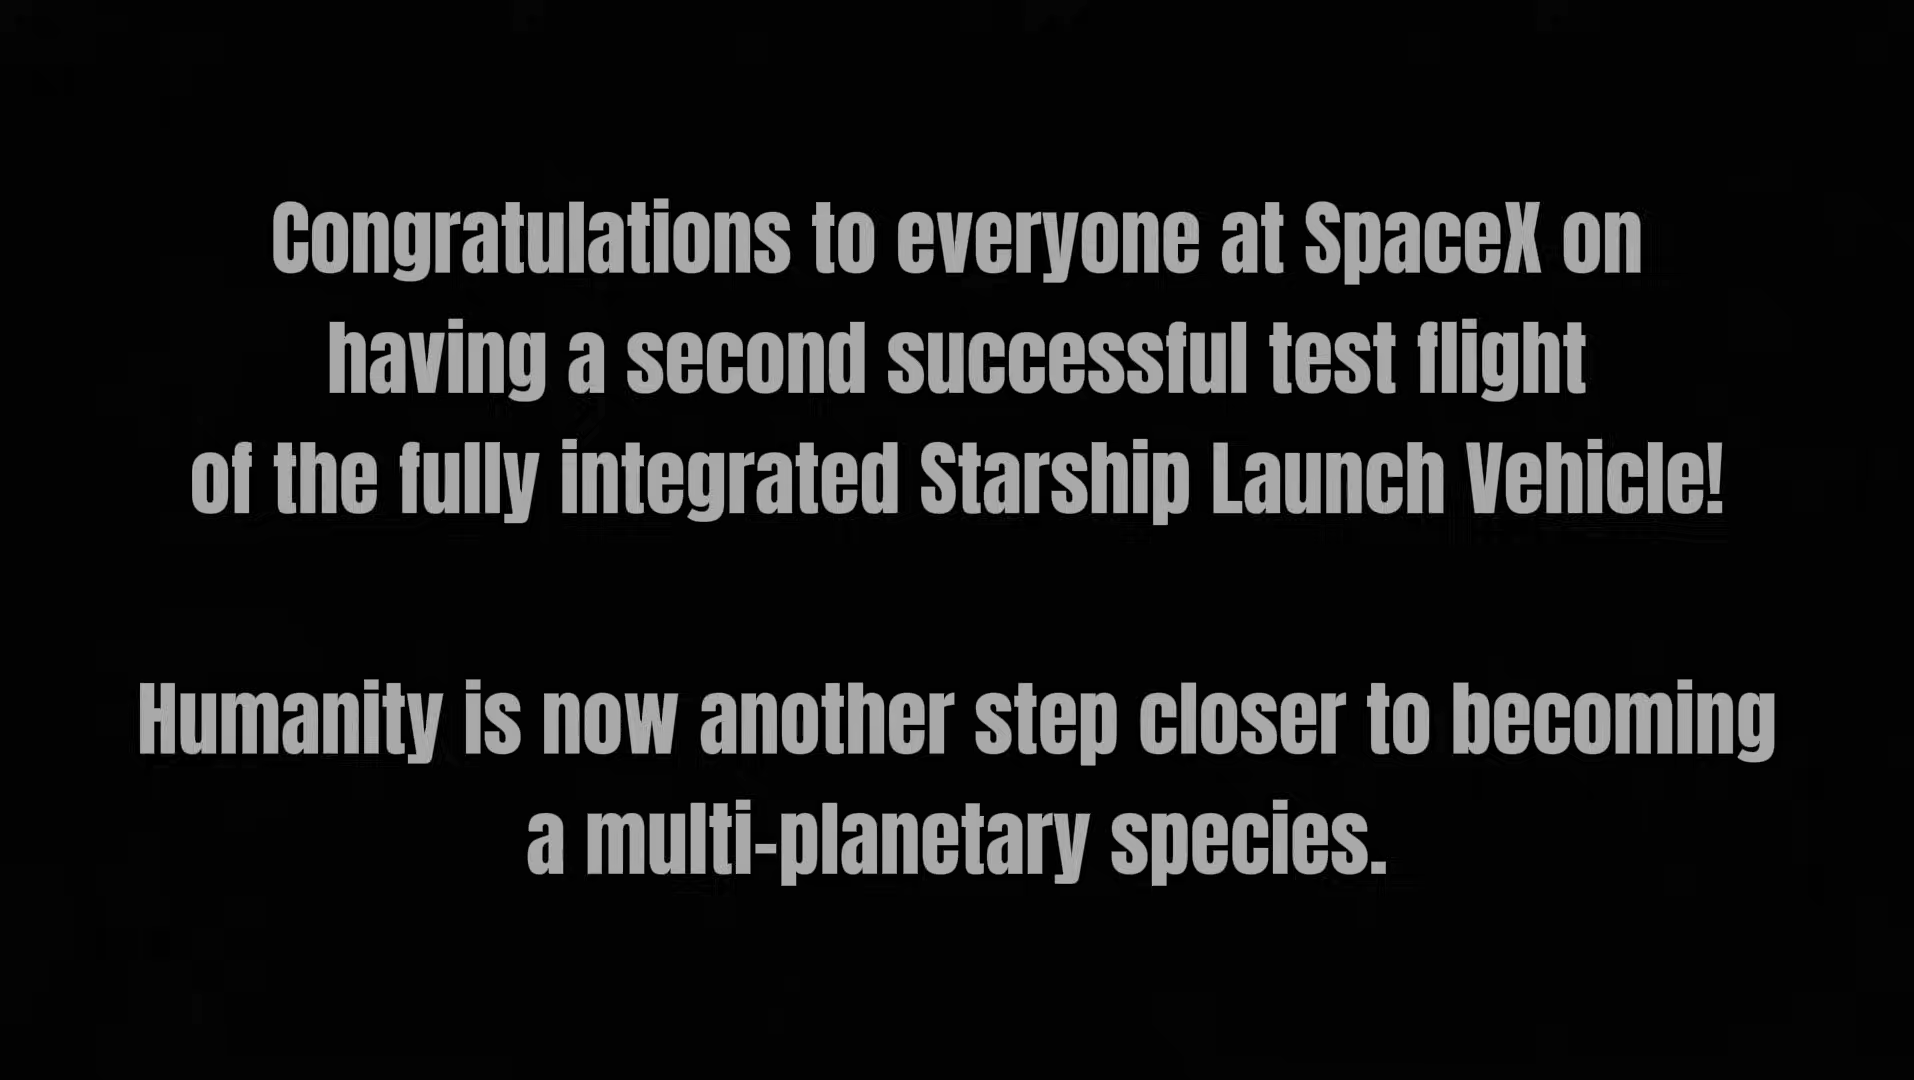 Congratulations to everyone at SpaceX on
having a second successful test flight
of the fully integrated Starship Launch Vehicle!
Humanity is now another step closer to becoming
a multi-planetary species.